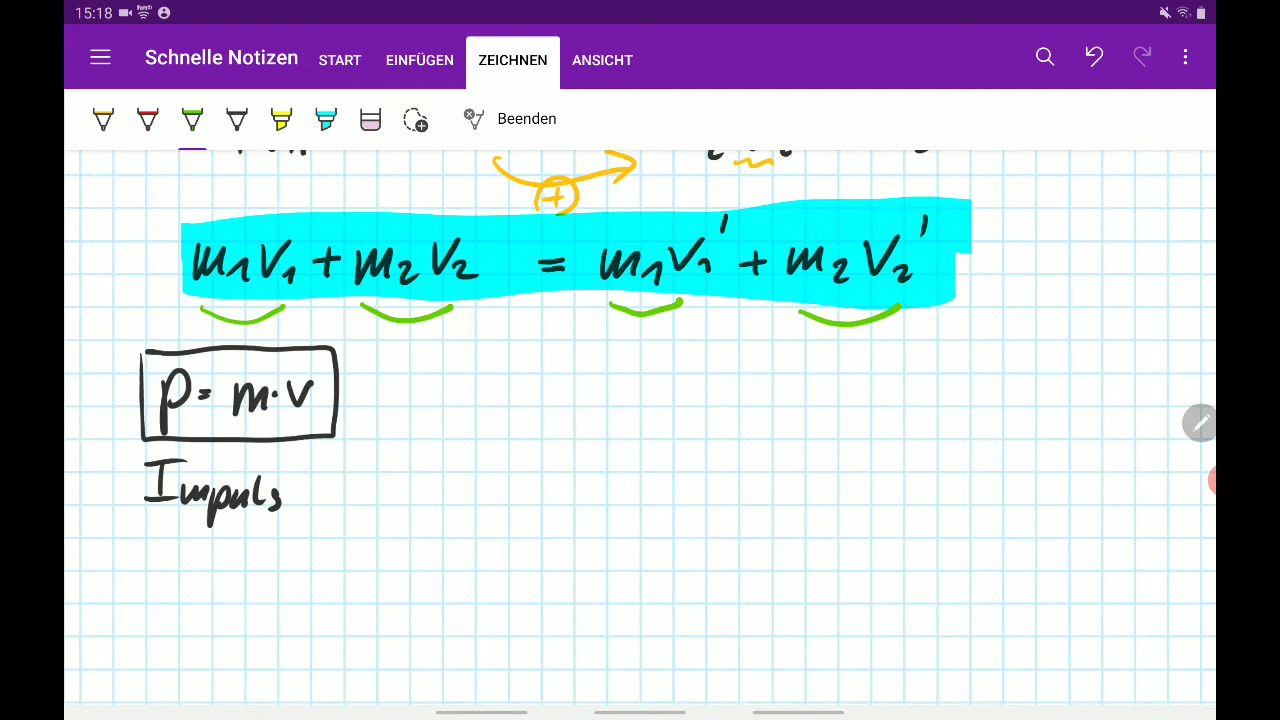 15:18
Schnelle Notizen START EINFÜGEN ZEICHNEN ANSICHT
Beenden
+
m₁v₁ + m₂v₂ = m₁v₁' + m₂v₂'
p = m·v
Impuls